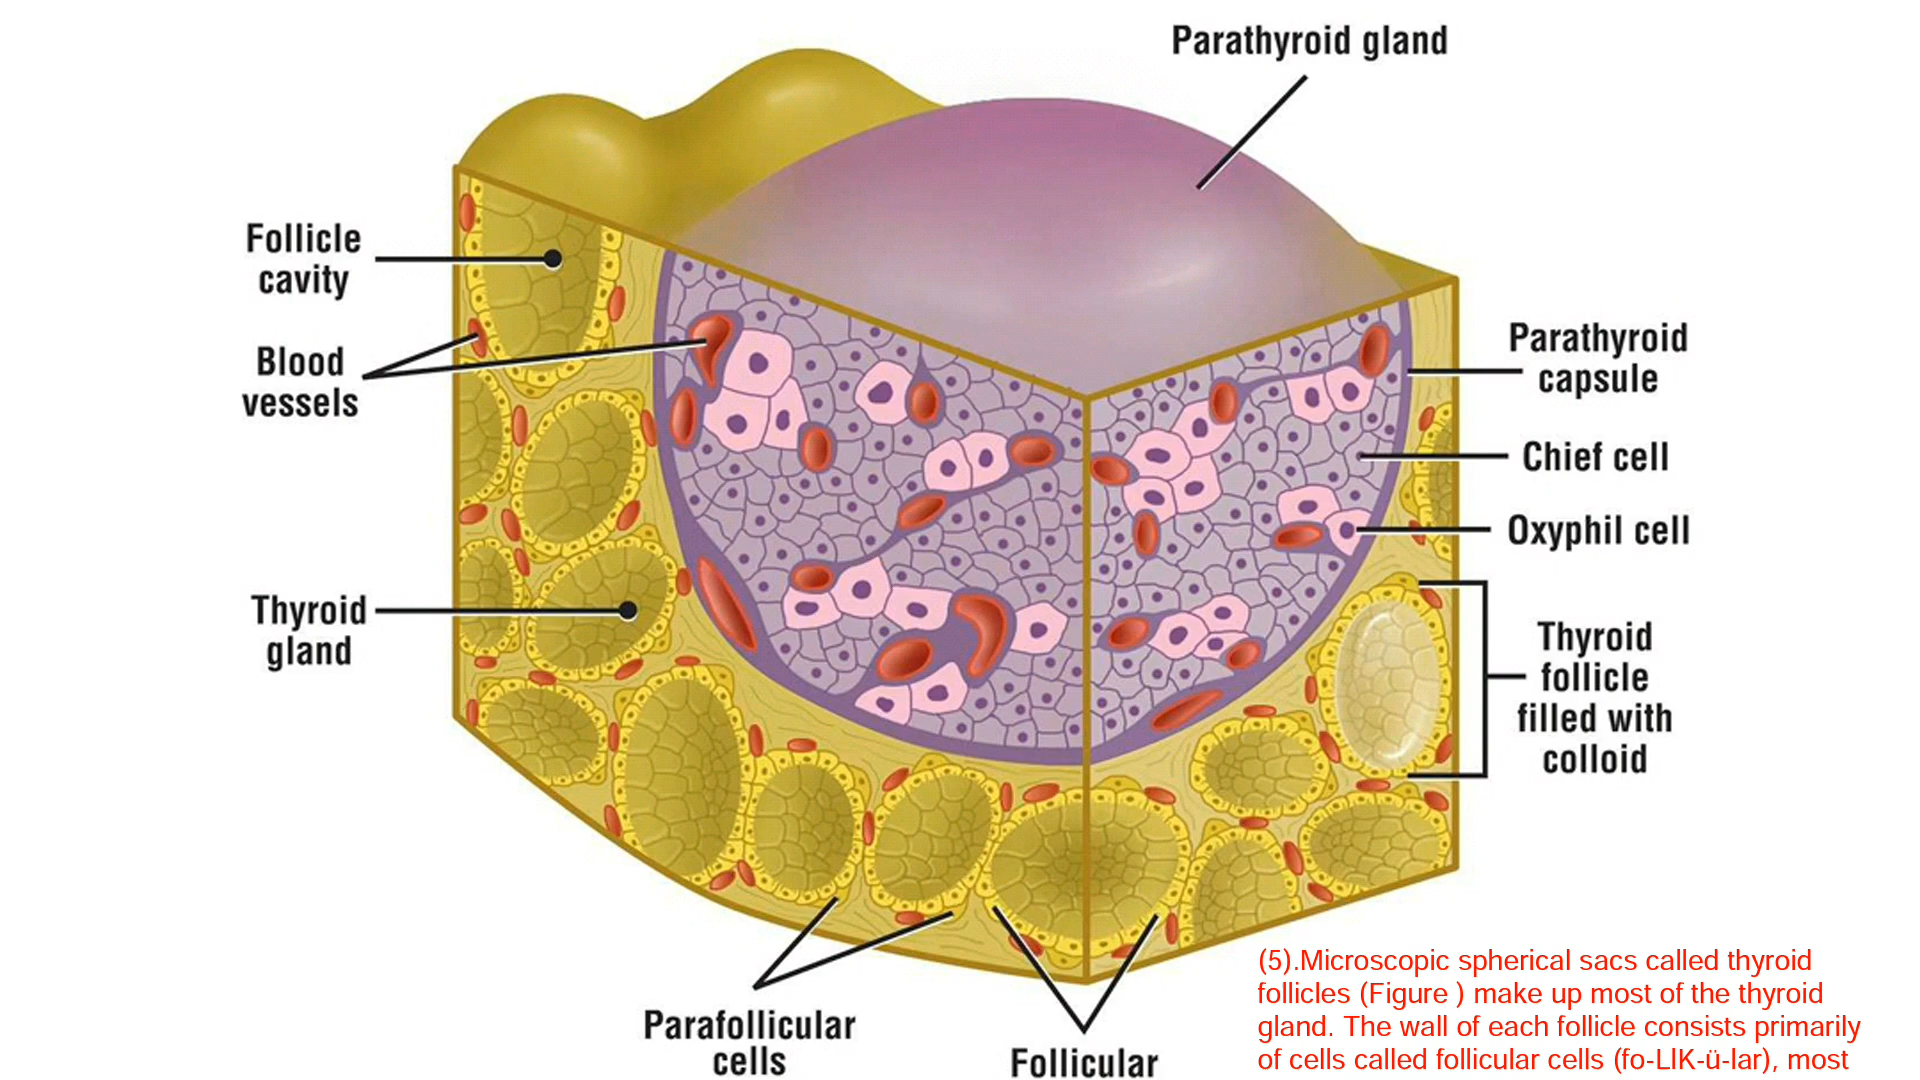 Parathyroid gland
Follicle
cavity
Blood
vessels
Thyroid
gland
Parathyroid
capsule
Chief cell
Oxyphil cell
Thyroid
follicle
filled with
colloid
Parafollicular
cells
Follicular
(5).Microscopic spherical sacs called thyroid
follicles (Figure ) make up most of the thyroid
gland. The wall of each follicle consists primarily
of cells called follicular cells (fo-LIK-ü-lar), most